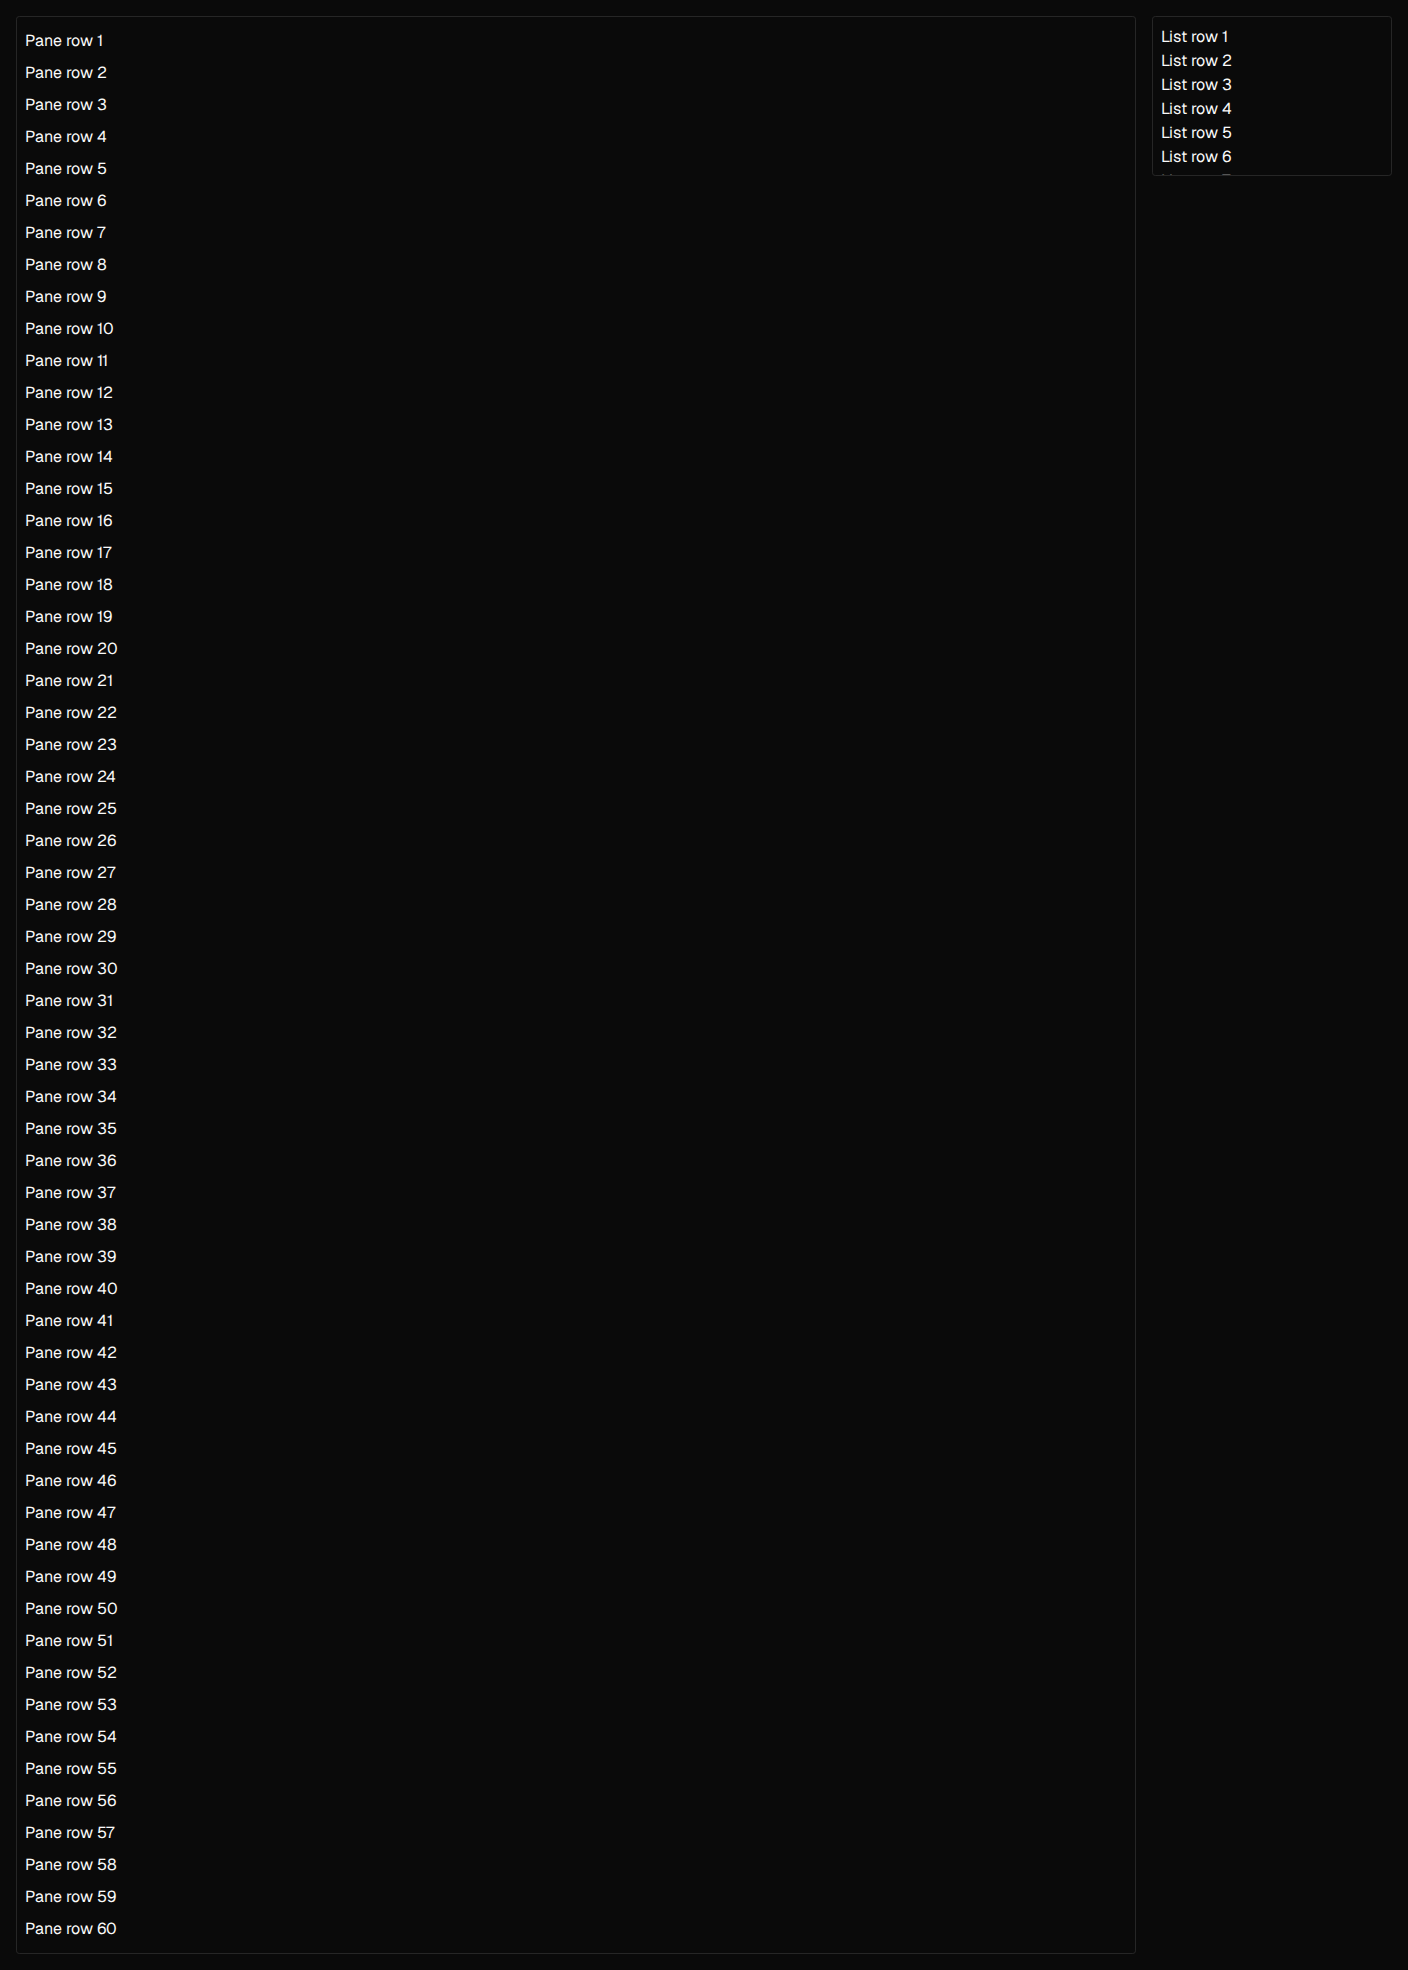 Pane row 1
Pane row 2
Pane row 3
Pane row 4
Pane row 5
Pane row 6
Pane row 7
Pane row 8
Pane row 9
Pane row 10
Pane row 11
Pane row 12
Pane row 13
Pane row 14
Pane row 15
Pane row 16
Pane row 17
Pane row 18
Pane row 19
Pane row 20
Pane row 21
Pane row 22
Pane row 23
Pane row 24
Pane row 25
Pane row 26
Pane row 27
Pane row 28
Pane row 29
Pane row 30
Pane row 31
Pane row 32
Pane row 33
Pane row 34
Pane row 35
Pane row 36
Pane row 37
Pane row 38
Pane row 39
Pane row 40
Pane row 41
Pane row 42
Pane row 43
Pane row 44
Pane row 45
Pane row 46
Pane row 47
Pane row 48
Pane row 49
Pane row 50
Pane row 51
Pane row 52
Pane row 53
Pane row 54
Pane row 55
Pane row 56
Pane row 57
Pane row 58
Pane row 59
Pane row 60
List row 1
List row 2
List row 3
List row 4
List row 5
List row 6